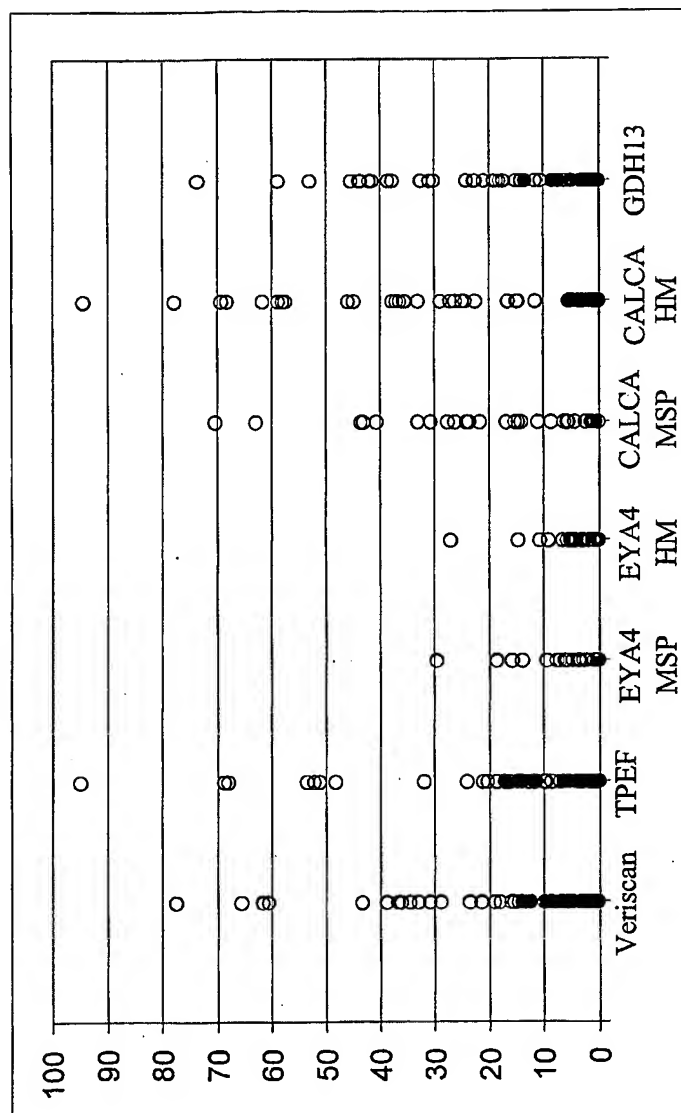 100
90
80
70
60
50
40
30
20
10
0
Veriscan
TPEF
EYA4
MSP
EYA4
HM
CALCA
MSP
CALCA
HM
GDH13